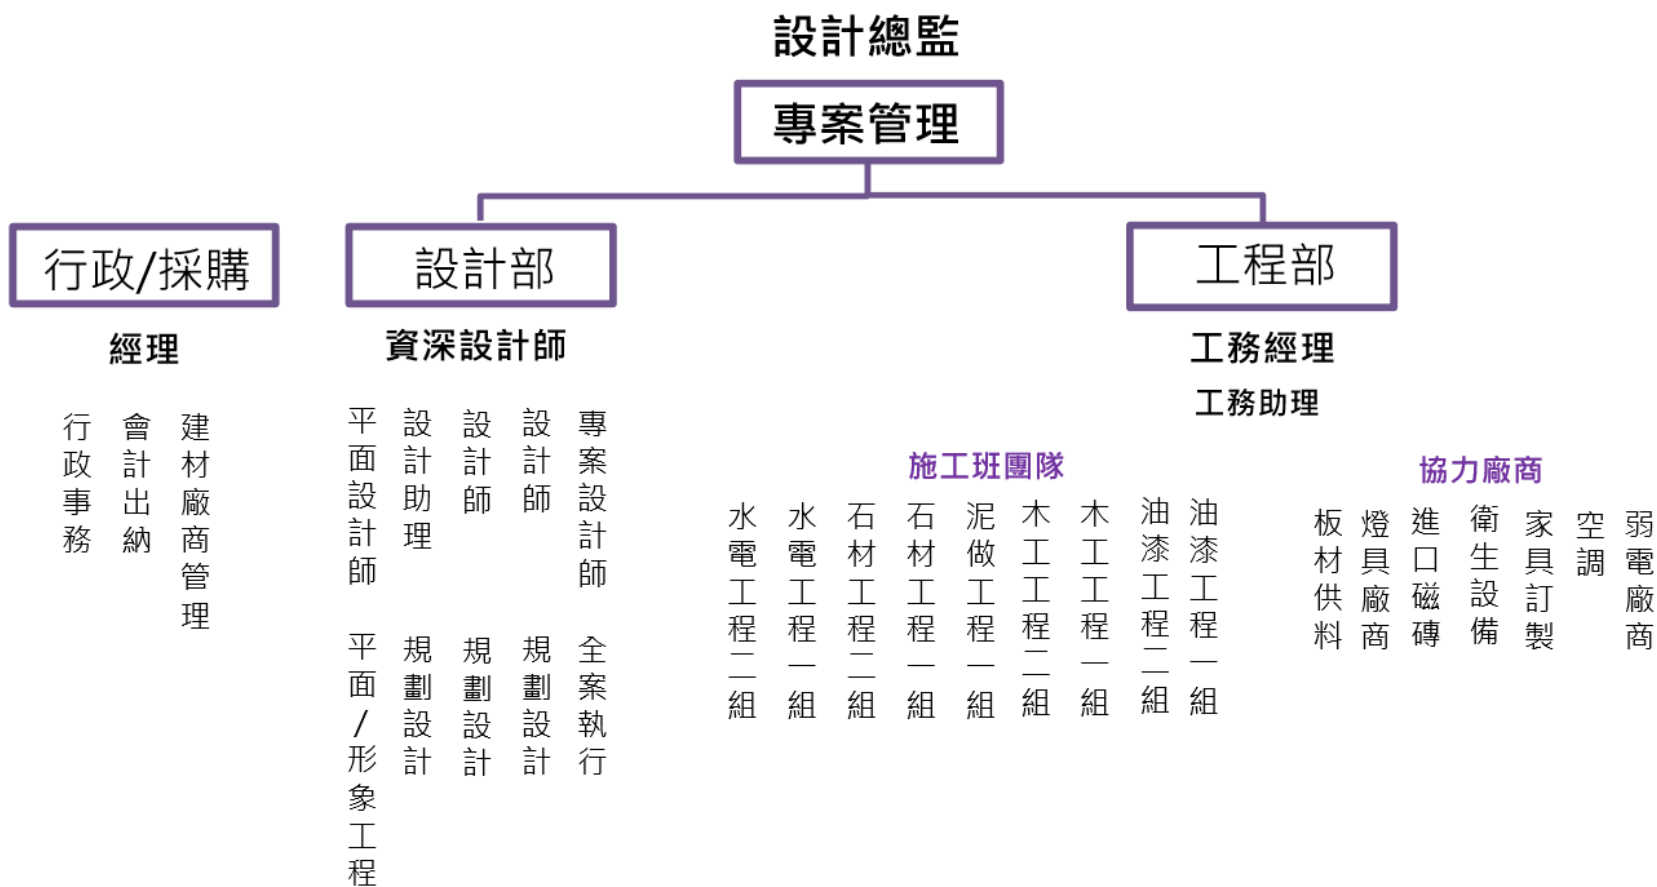 設計總監
專案管理
行政/採購
設計部
工程部
經理
資深設計師
工務經理
工務助理
行政事務
會計出納
建材廠商管理
平面設計師
設計助理
設計師
設計師
專案設計師
平面/形象工程
規劃設計
規劃設計
規劃設計
全案執行
施工班團隊
水電工程二組
水電工程一組
石材工程二組
石材工程一組
泥做工程一組
木工工程二組
木工工程一組
油漆工程二組
油漆工程一組
協力廠商
板材供料
燈具廠商
進口磁磚
衛生設備
家具訂製
空調
弱電廠商